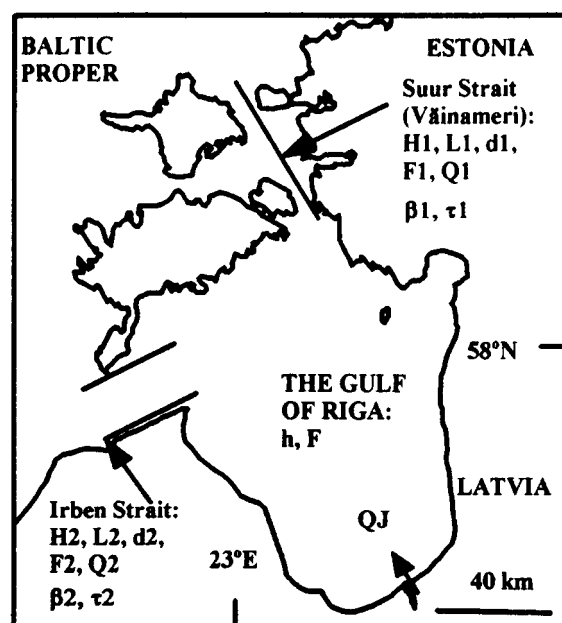 BALTIC
PROPER
ESTONIA
Suur Strait
(Väinameri):
H1, L1, d1,
F1, Q1
β1, τ1
58°N
THE GULF
OF RIGA:
h, F
LATVIA
Irben Strait:
H2, L2, d2,
F2, Q2
β2, τ2
23°E
QJ
40 km